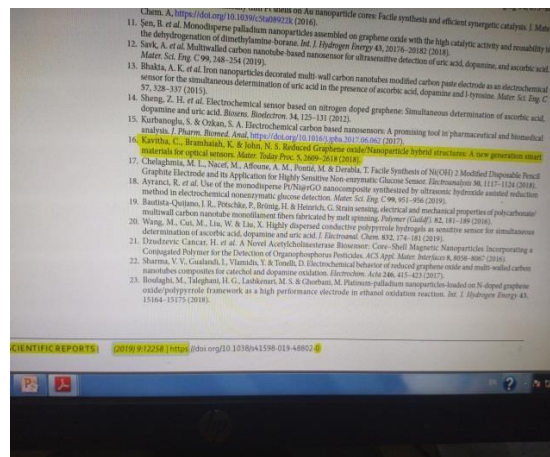 Chem. A, https://doi.org/10.1039/c5ta08922k (2016).
11. Şen, B. et al. Monodisperse palladium nanoparticles assembled on graphene oxide with the high catalytic activity and reusability in
the dehydrogenation of dimethylamine-borane. Int. J. Hydrogen Energy 43, 20176–20182 (2018).
12. Savk, A. et al. Multiwalled carbon nanotube-based nanosensor for ultrasensitive detection of uric acid, dopamine, and ascorbic acid.
Mater. Sci. Eng. C 99, 248–254 (2019).
13. Bhakta, A. K. et al. Iron nanoparticles decorated multi-wall carbon nanotubes modified carbon paste electrode as an electrochemical
sensor for the simultaneous determination of uric acid in the presence of ascorbic acid, dopamine and l-tyrosine. Mater. Sci. Eng. C
57, 328–337 (2015).
14. Sheng, Z. H. et al. Electrochemical sensor based on nitrogen doped graphene: Simultaneous determination of ascorbic acid,
dopamine and uric acid. Biosens. Bioelectron. 34, 125–131 (2012).
15. Kurbanoglu, S. & Ozkan, S. A. Electrochemical carbon based nanosensors: A promising tool in pharmaceutical and biomedical
analysis. J. Pharm. Biomed. Anal, https://doi.org/10.1016/j.jpba.2017.06.062 (2017).
16. Kavitha, C., Bramhaiah, K. & John, N. S. Reduced Graphene oxide/Nanoparticle hybrid structures: A new generation smart
materials for optical sensors. Mater. Today Proc. 5, 2609–2618 (2018).
17. Chelaghmia, M. L., Nacef, M., Affoune, A. M., Pontié, M. & Derabla, T. Facile Synthesis of Ni(OH) 2 Modified Disposable Pencil
Graphite Electrode and its Application for Highly Sensitive Non-enzymatic Glucose Sensor. Electroanalysis 30, 1117–1124 (2018).
18. Ayranci, R. et al. Use of the monodisperse Pt/Ni@rGO nanocomposite synthesized by ultrasonic hydroxide assisted reduction
method in electrochemical nonenzymatic glucose detection. Mater. Sci. Eng. C 99, 951–956 (2019).
19. Bautista-Quijano, J. R., Pötschke, P., Brünig, H. & Heinrich, G. Strain sensing, electrical and mechanical properties of polycarbonate/
multiwall carbon nanotube monofilament fibers fabricated by melt spinning. Polymer (Guildf). 82, 181–189 (2016).
20. Wang, M., Cui, M., Liu, W. & Liu, X. Highly dispersed conductive polypyrrole hydrogels as sensitive sensor for simultaneous
determination of ascorbic acid, dopamine and uric acid. J. Electroanal. Chem. 832, 174–181 (2019).
21. Dzudzevic Cancar, H. et al. A Novel Acetylcholinesterase Biosensor: Core–Shell Magnetic Nanoparticles Incorporating a
Conjugated Polymer for the Detection of Organophosphorus Pesticides. ACS Appl. Mater. Interfaces 8, 8058–8067 (2016).
22. Sharma, V. V., Gualandi, I., Vlamidis, Y. & Tonelli, D. Electrochemical behavior of reduced graphene oxide and multi-walled carbon
nanotubes composites for catechol and dopamine oxidation. Electrochim. Acta 246, 415–423 (2017).
23. Boulaghi, M., Taleghani, H. G., Lashkenari, M. S. & Ghorbani, M. Platinum-palladium nanoparticles-loaded on N-doped graphene
oxide/polypyrrole framework as a high performance electrode in ethanol oxidation reaction. Int. J. Hydrogen Energy 43,
15164–15175 (2018).
SCIENTIFIC REPORTS | (2019) 9:12258 | https://doi.org/10.1038/s41598-019-48802-0